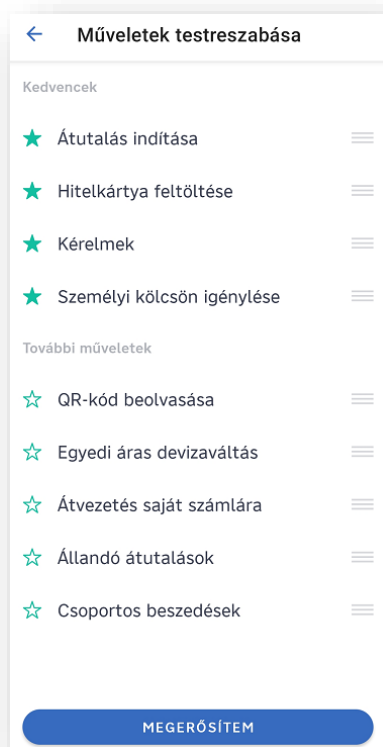 Műveletek testreszabása
Kedvencek
Átutalás indítása
Hitelkártya feltöltése
Kérelmek
Személyi kölcsön igénylése
További műveletek
QR-kód beolvasása
Egyedi áras devizaváltás
Átvezetés saját számlára
Állandó átutalások
Csoportos beszedések
MEGERŐSÍTEM